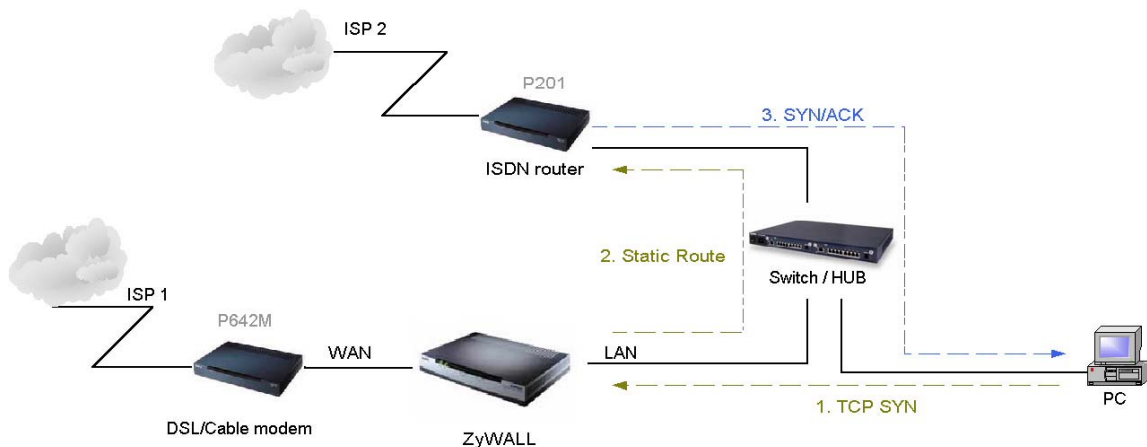 ISP 2
P201
3. SYN/ACK
ISDN router
2. Static Route
Switch / HUB
ISP 1
P642M
WAN
LAN
1. TCP SYN
PC
DSL/Cable modem
ZyWALL